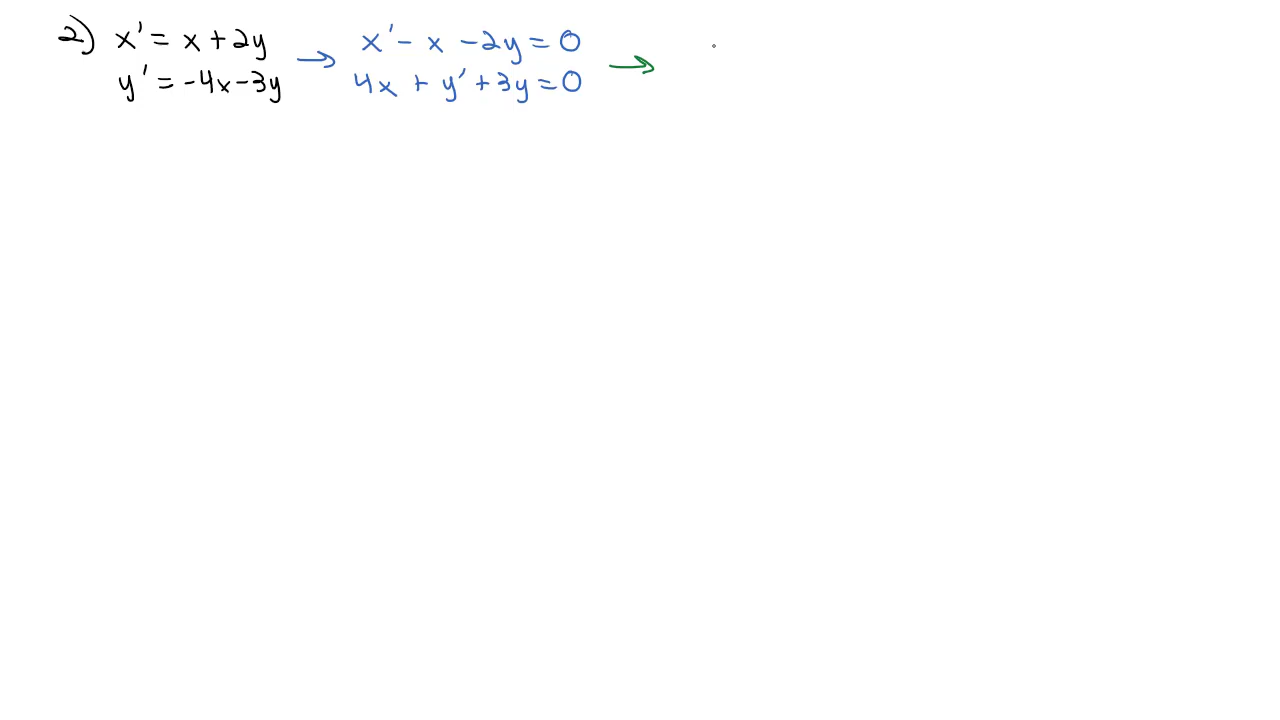 2) x' = x + 2y → x' - x - 2y = 0 →
y' = -4x - 3y 4x + y' + 3y = 0